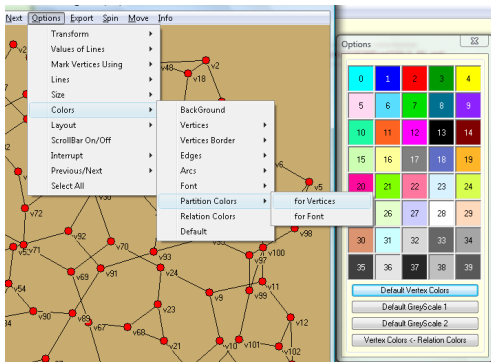 Next Options Export Spin Move Info
Transform
Values of Lines
Mark Vertices Using
Lines
Size
Colors
Layout
ScrollBar On/Off
Interrupt
Previous/Next
Select All
BackGround
Vertices
Vertices Border
Edges
Arcs
Font
Partition Colors
Relation Colors
Default
for Vertices
for Font
v48
v2
v18
v5
v72
v92
v70
v98
v71
v93
v100
v97
v69
v91
v24
v54
v9
v99
v23
v90
v89
v67
v68
v12
v21
v10
v101
v102
Options
0 1 2 3 4
5 6 7 8 9
10 11 12 13 14
15 16 17 18 19
20 21 22 23 24
26 27 28 29
30 31 32 33 34
35 36 37 38 39
Default Vertex Colors
Default GreyScale 1
Default GreyScale 2
Vertex Colors <- Relation Colors